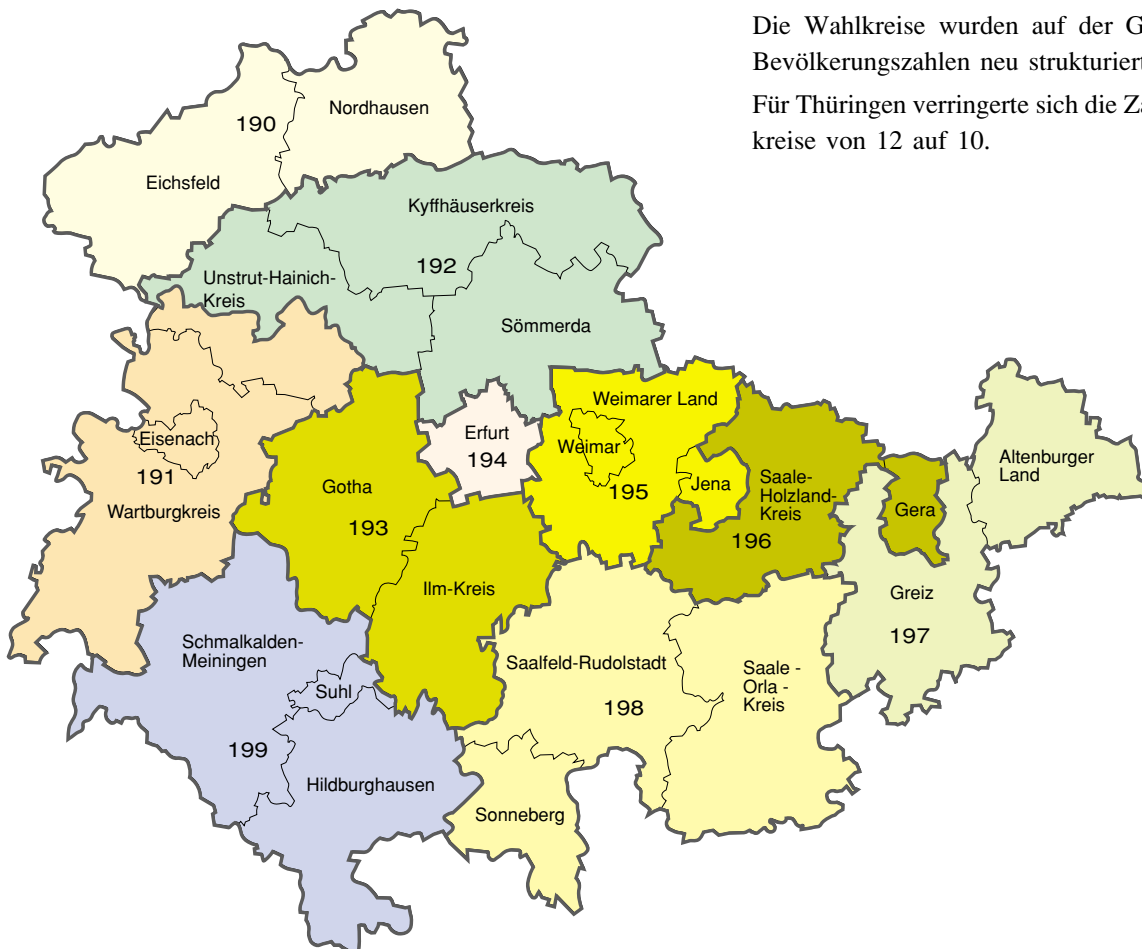 Die Wahlkreise wurden auf der G
Bevölkerungszahlen neu strukturiert
Für Thüringen verringerte sich die Za
kreise von 12 auf 10.
Nordhausen
190
Eichsfeld
Kyffhäuserkreis
192
Unstrut-Hainich-
Kreis
Sömmerda
Weimarer Land
Eisenach
191
Wartburgkreis
Erfurt
194
Weimar
195
Jena
Saale-
Holzland-
Kreis
196
Gera
Altenburger
Land
Gotha
193
Ilm-Kreis
Greiz
197
Schmalkalden-
Meiningen
Suhl
199
Hildburghausen
Saalfeld-Rudolstadt
198
Saale -
Orla -
Kreis
Sonneberg